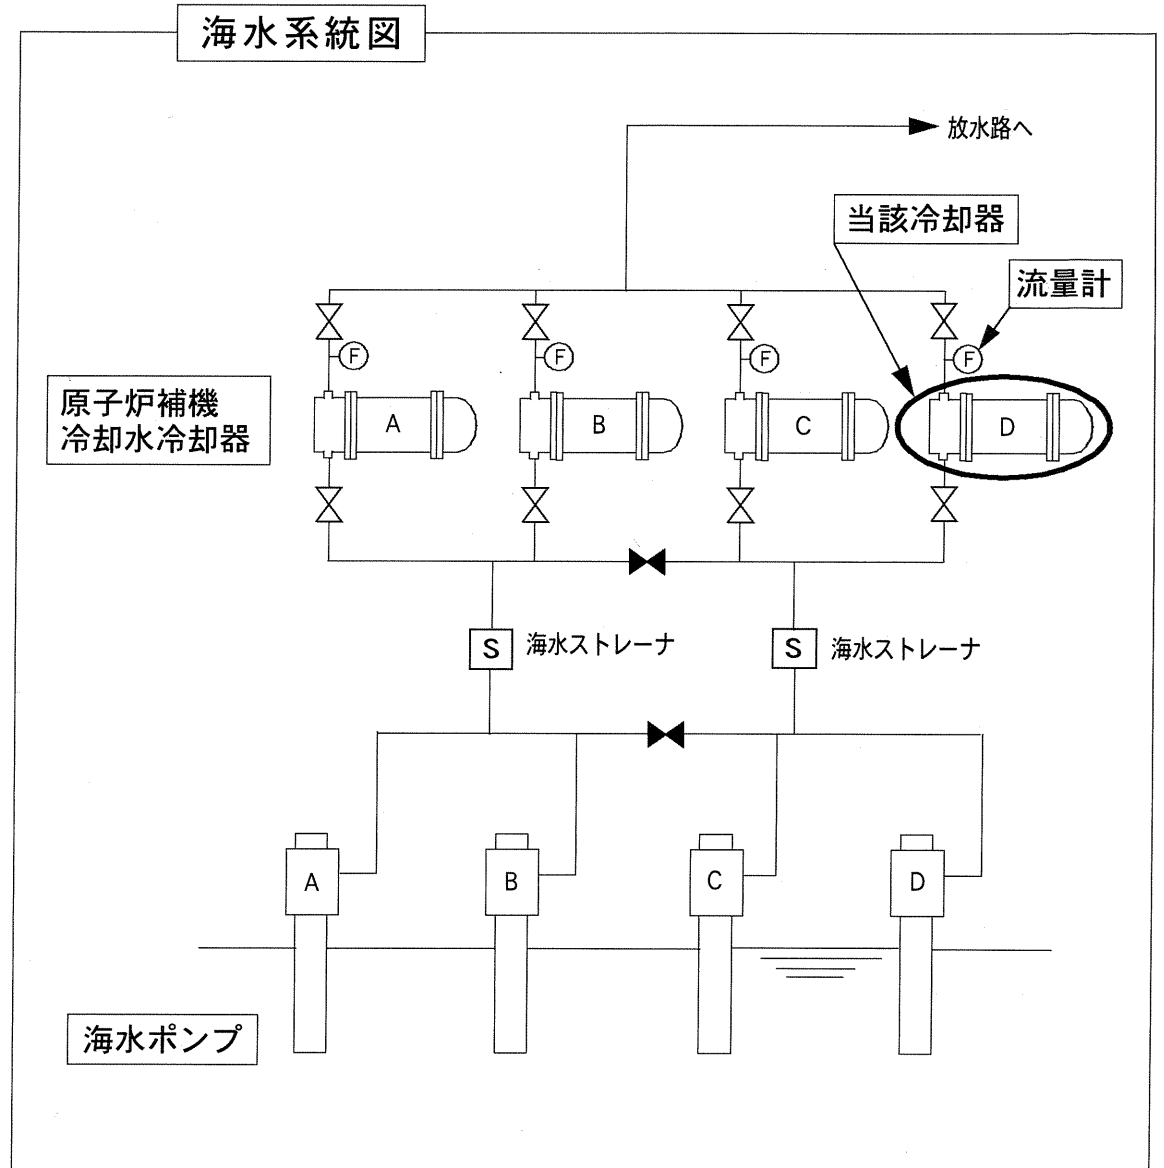 海水系統図
放水路へ
当該冷却器
流量計
F
F
F
F
原子炉補機
冷却水冷却器
A
B
C
D
S
海水ストレーナ
S
海水ストレーナ
A
B
C
D
海水ポンプ